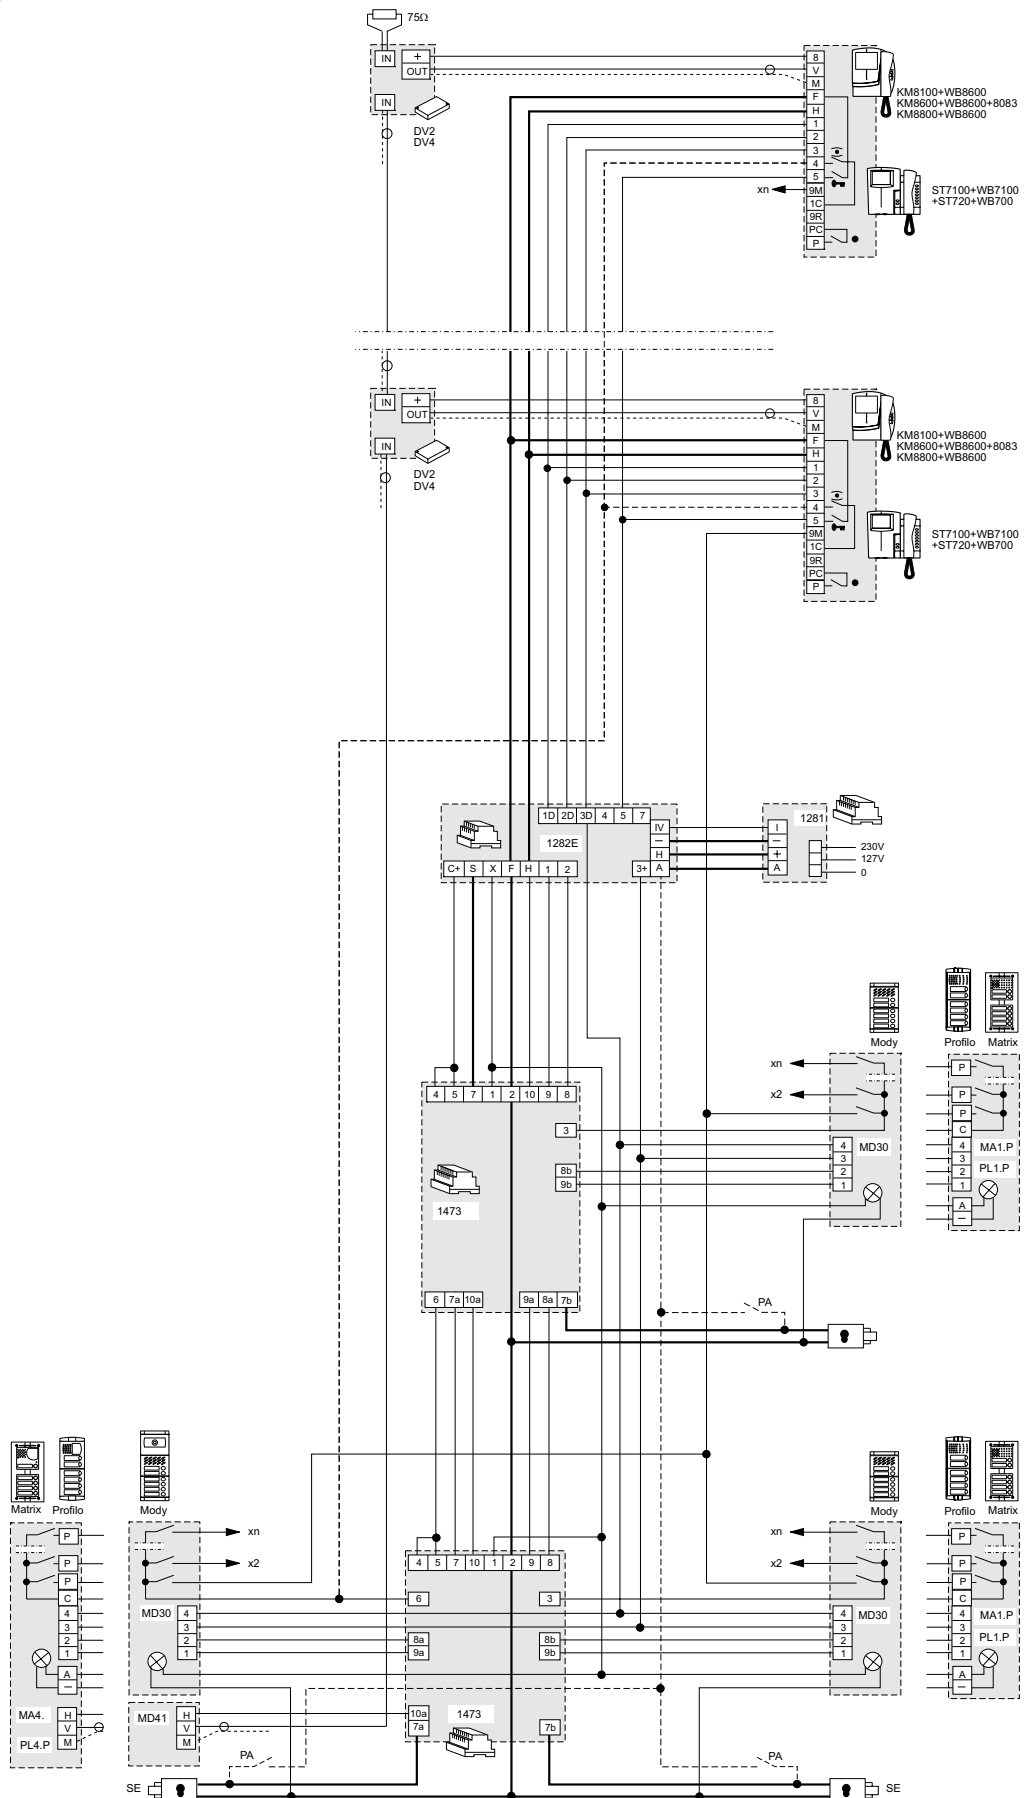 75Ω
IN + OUT
IN
DV2
DV4
8
V
M
F
H
1
2
3
4
5
9M
1C
9R
PC
P
xn
KM8100+WB8600
KM8600+WB8600+8083
KM8800+WB8600
ST7100+WB7100
+ST720+WB700
IN + OUT
IN
DV2
DV4
8
V
M
F
H
1
2
3
4
5
9M
1C
9R
PC
P
KM8100+WB8600
KM8600+WB8600+8083
KM8800+WB8600
ST7100+WB7100
+ST720+WB700
1D 2D 3D 4 5 7
1282E
IV
—
H
3+ A
C+ S X F H 1 2
1281
I
—
+
A
230V
127V
0
Mody
Profilo Matrix
xn
x2
4
3
2
1
MD30
P
P
P
C
4
3
2
1
A
—
MA1.P
PL1.P
4 5 7 1 2 10 9 8
3
8b
9b
1473
6 7a 10a 9a 8a 7b
PA
Matrix Profilo
Mody
Mody
Profilo Matrix
P
P
P
C
4
3
2
1
A
—
MA4.
PL4.P
H
V
M
xn
x2
MD30
4
3
2
1
MD41
H
V
M
4 5 7 10 1 2 9 8
6 3
8a
9a
8b
9b
10a
7a
1473
7b
xn
x2
4
3
2
1
MD30
P
P
P
C
4
3
2
1
A
—
MA1.P
PL1.P
PA
PA
SE
SE